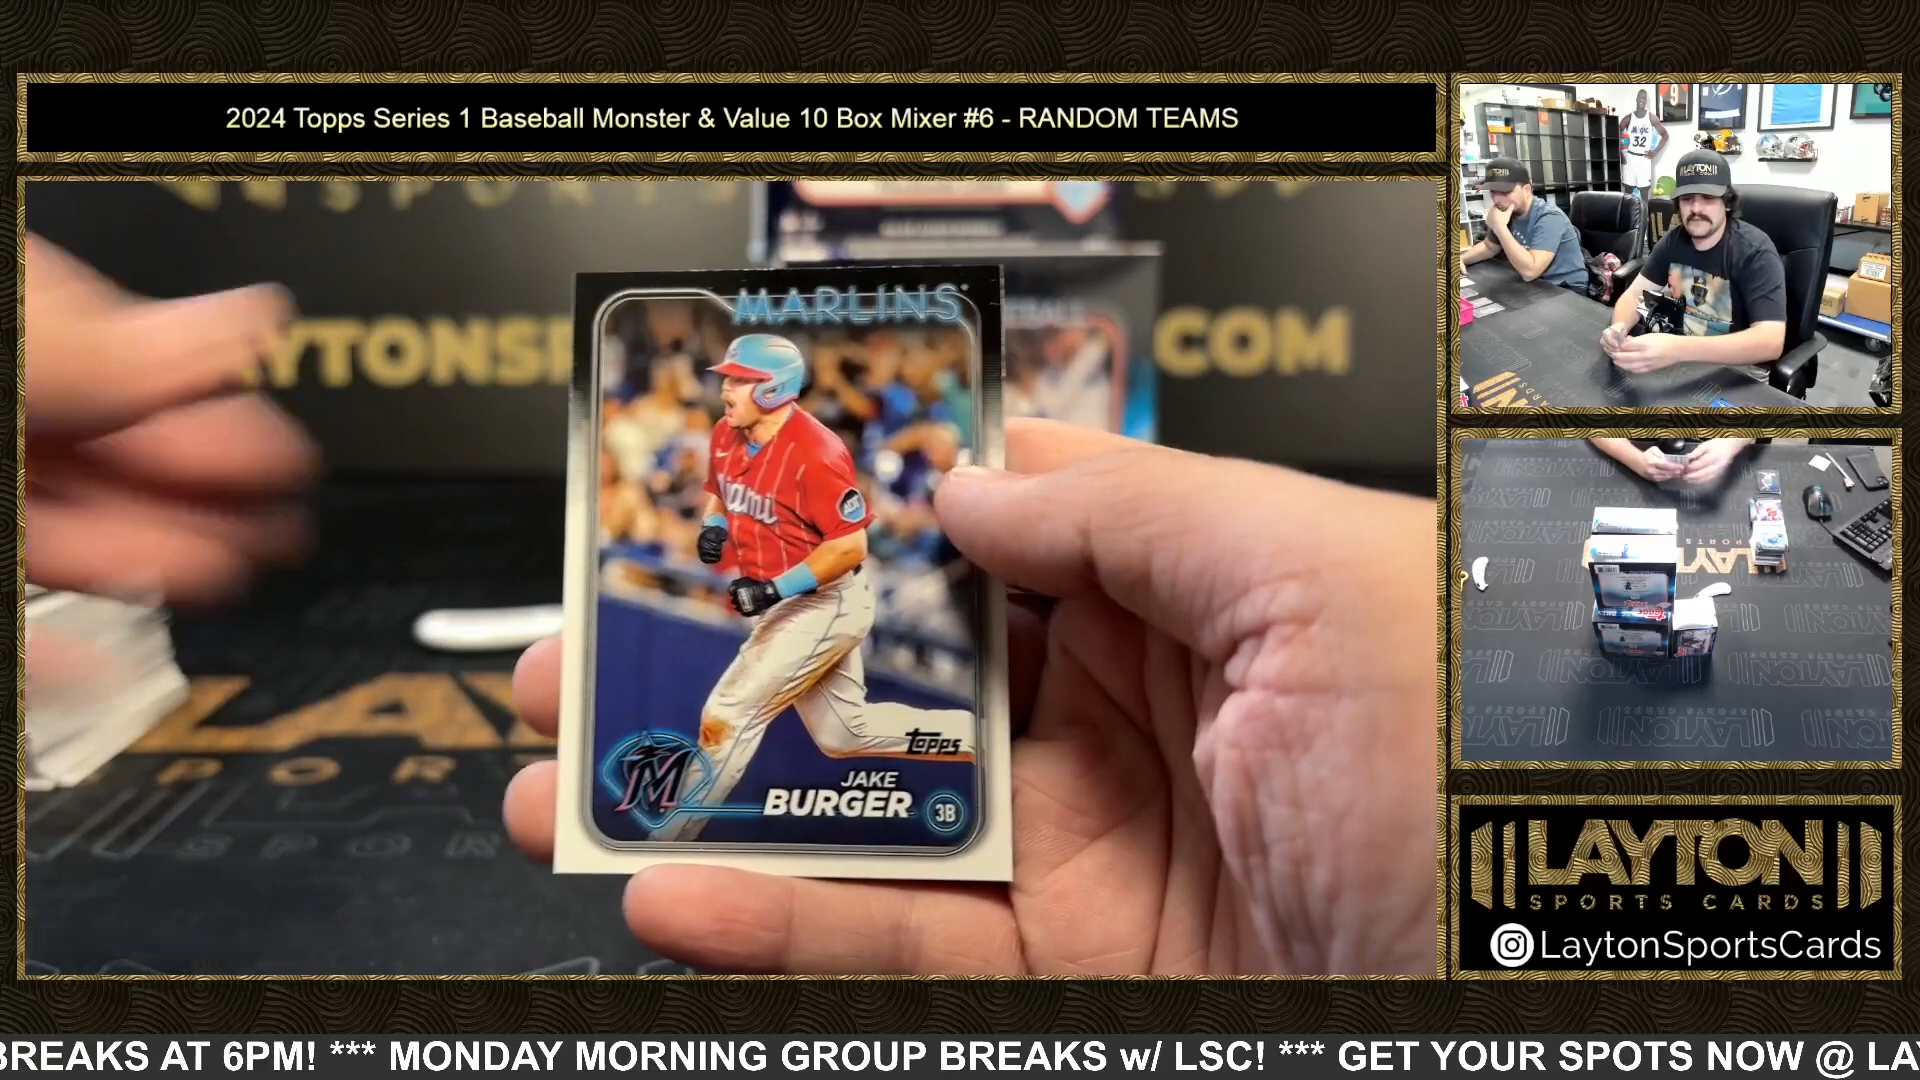 2024 Topps Series 1 Baseball Monster & Value 10 Box Mixer #6 - RANDOM TEAMS
COM
MARLINS
Miami
topps
JAKE
BURGER
3B
LAYTON
SPORTS CARDS
LaytonSportsCards
BREAKS AT 6PM! *** MONDAY MORNING GROUP BREAKS w/ LSC! *** GET YOUR SPOTS NOW @ LAY